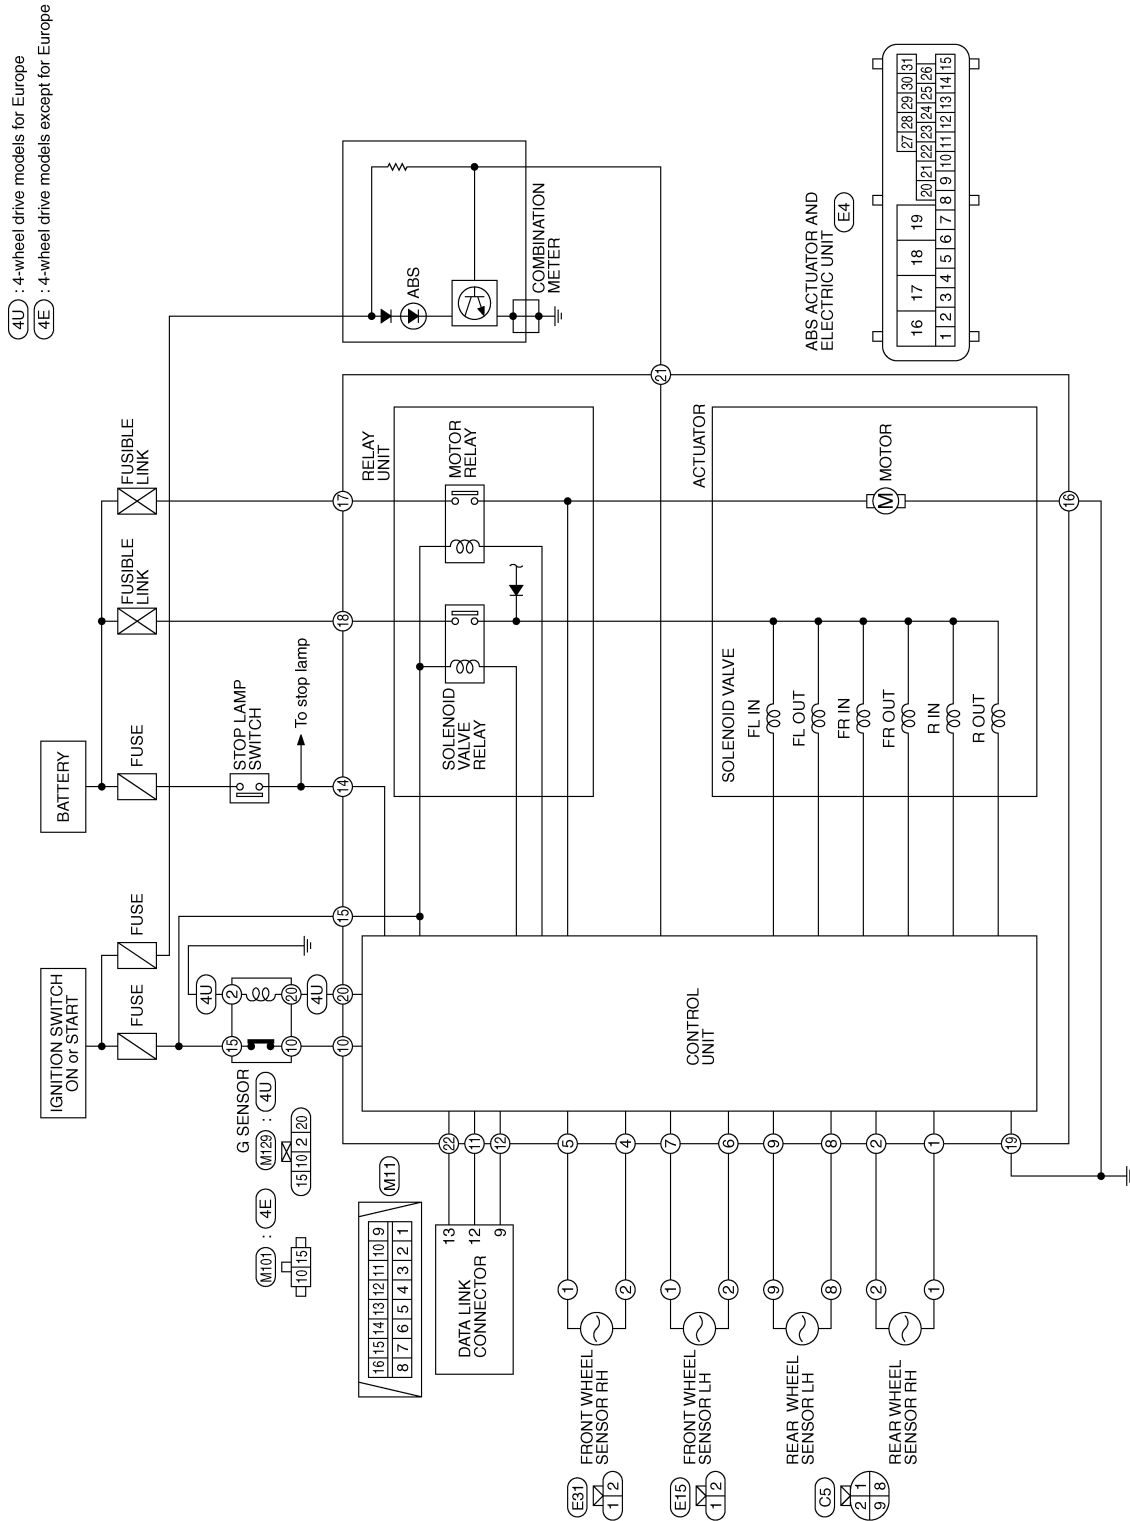 4U : 4-wheel drive models for Europe
4E : 4-wheel drive models except for Europe
IGNITION SWITCH
ON or START
BATTERY
FUSE
FUSE
FUSE
FUSIBLE
LINK
FUSIBLE
LINK
STOP LAMP
SWITCH
To stop lamp
ABS
COMBINATION
METER
G SENSOR
M101 : 4E
10 15
M129 : 4U
15 10 2 20
4U
2
20
4U
15
10
10
20
15
14
18
17
21
RELAY
UNIT
SOLENOID
VALVE
RELAY
MOTOR
RELAY
ACTUATOR
SOLENOID VALVE
FL IN
FL OUT
FR IN
FR OUT
R IN
R OUT
M
MOTOR
16
CONTROL
UNIT
M11
16 15 14 13 12 11 10 9
8 7 6 5 4 3 2 1
DATA LINK
CONNECTOR
13
12
9
22
11
12
5
4
7
6
9
8
2
1
19
1
2
1
2
9
8
2
1
FRONT WHEEL
SENSOR RH
FRONT WHEEL
SENSOR LH
REAR WHEEL
SENSOR LH
REAR WHEEL
SENSOR RH
E31
1 2
E15
1 2
C5
2 1
9 8
ABS ACTUATOR AND
ELECTRIC UNIT
E4
27 28 29 30 31
16 17 18 19
20 21 22 23 24 25 26
1 2 3 4 5 6 7 8 9 10 11 12 13 14 15